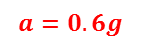 a = 0.6g